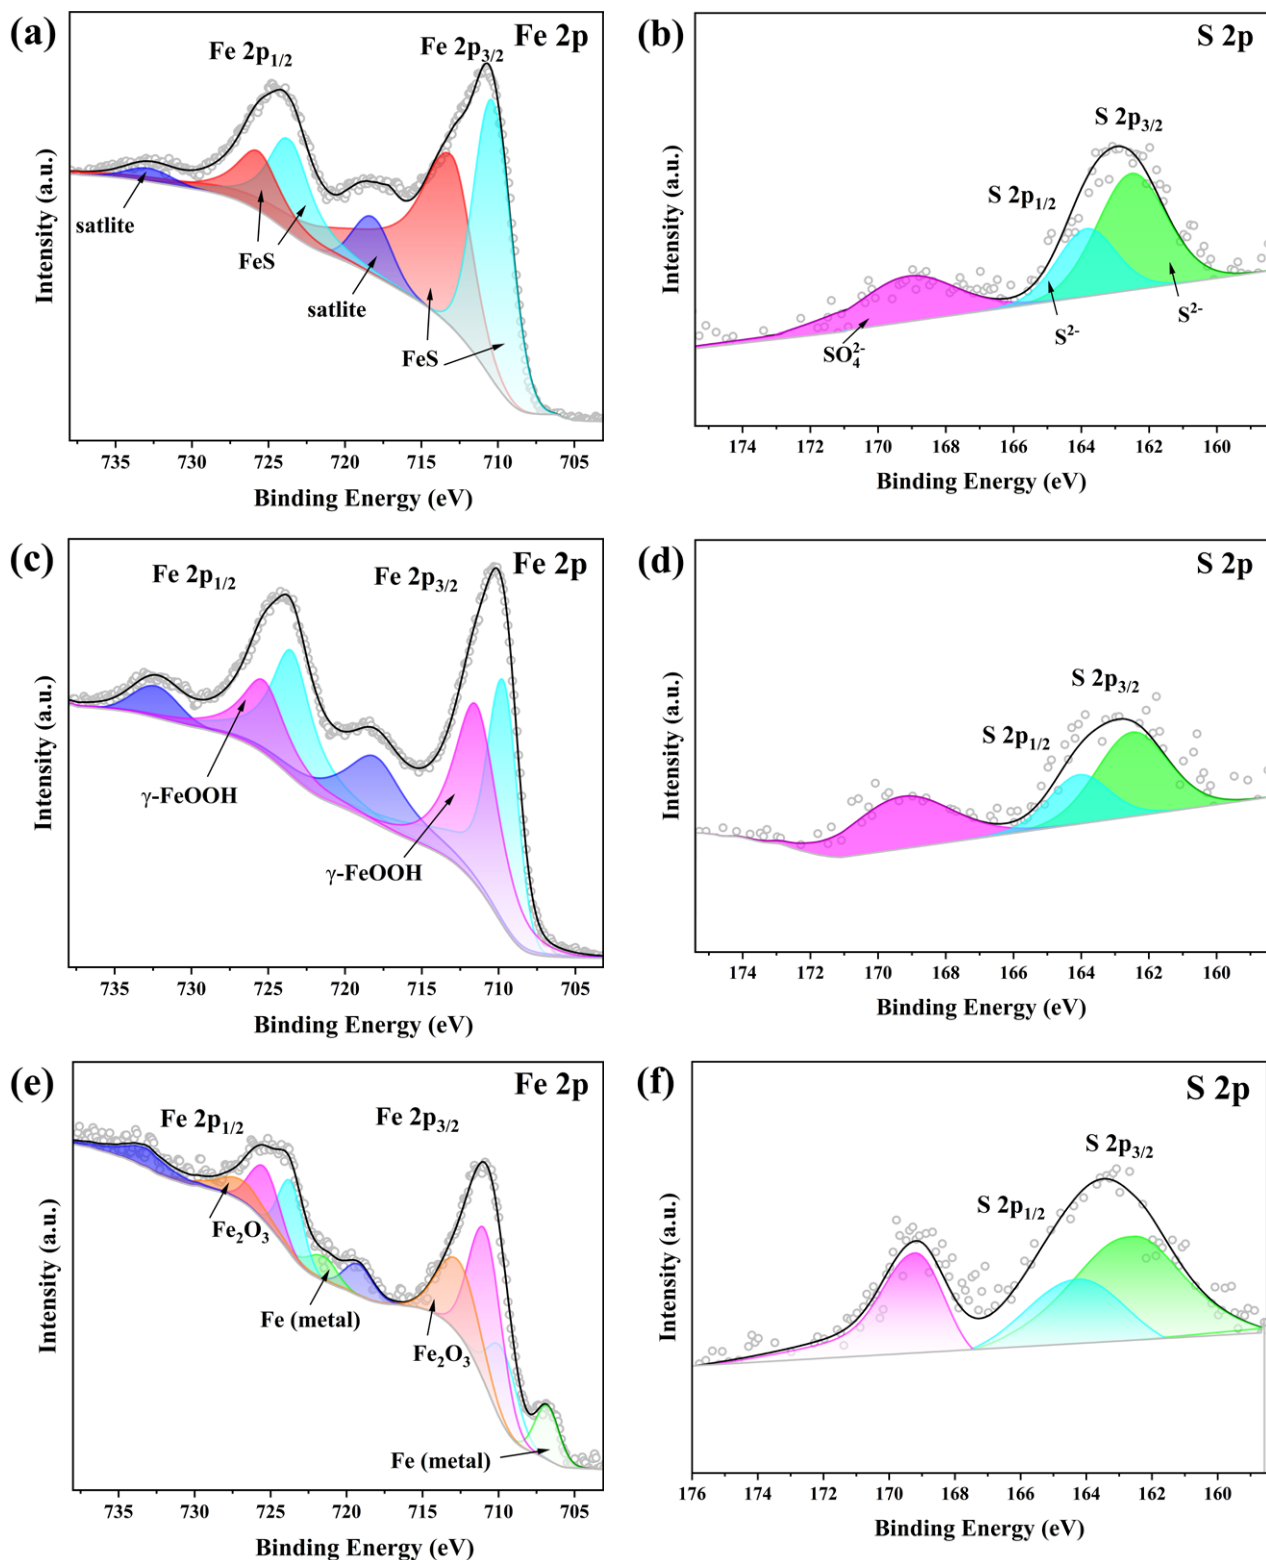 (a)
Fe 2p
Fe 2p1/2
Fe 2p3/2
satlite
FeS
satlite
FeS
Intensity (a.u.)
735 730 725 720 715 710 705
Binding Energy (eV)
(b)
S 2p
S 2p3/2
S 2p1/2
SO4^2-
S^2-
S^2-
Intensity (a.u.)
174 172 170 168 166 164 162 160
Binding Energy (eV)
(c)
Fe 2p
Fe 2p1/2
Fe 2p3/2
γ-FeOOH
γ-FeOOH
Intensity (a.u.)
735 730 725 720 715 710 705
Binding Energy (eV)
(d)
S 2p
S 2p3/2
S 2p1/2
Intensity (a.u.)
174 172 170 168 166 164 162 160
Binding Energy (eV)
(e)
Fe 2p
Fe 2p1/2
Fe 2p3/2
Fe2O3
Fe (metal)
Fe2O3
Fe (metal)
Intensity (a.u.)
735 730 725 720 715 710 705
Binding Energy (eV)
(f)
S 2p
S 2p3/2
S 2p1/2
Intensity (a.u.)
176 174 172 170 168 166 164 162 160
Binding Energy (eV)